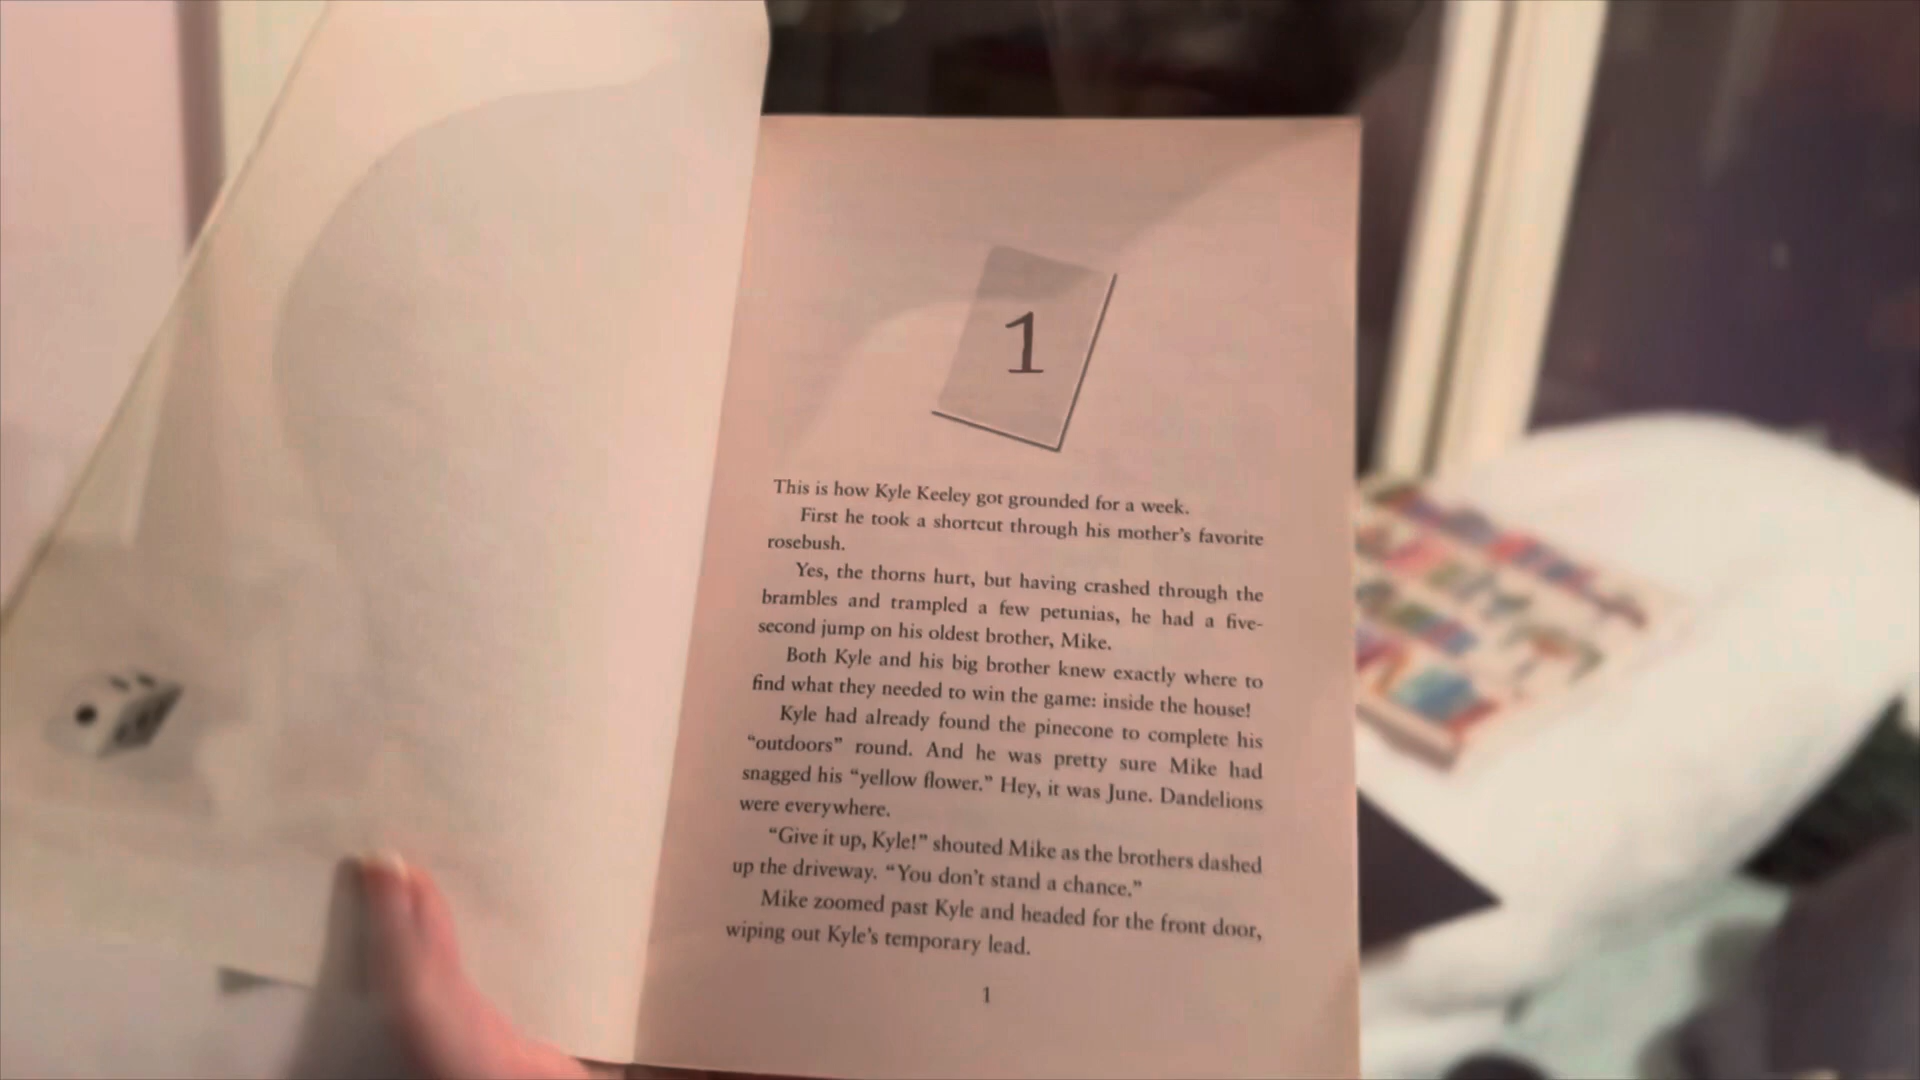 1
This is how Kyle Keeley got grounded for a week.
First he took a shortcut through his mother's favorite
rosebush.
Yes, the thorns hurt, but having crashed through the
brambles and trampled a few petunias, he had a five-
second jump on his oldest brother, Mike.
Both Kyle and his big brother knew exactly where to
find what they needed to win the game: inside the house!
Kyle had already found the pinecone to complete his
“outdoors” round. And he was pretty sure Mike had
snagged his “yellow flower.” Hey, it was June. Dandelions
were everywhere.
“Give it up, Kyle!” shouted Mike as the brothers dashed
up the driveway. “You don't stand a chance.”
Mike zoomed past Kyle and headed for the front door,
wiping out Kyle's temporary lead.
1